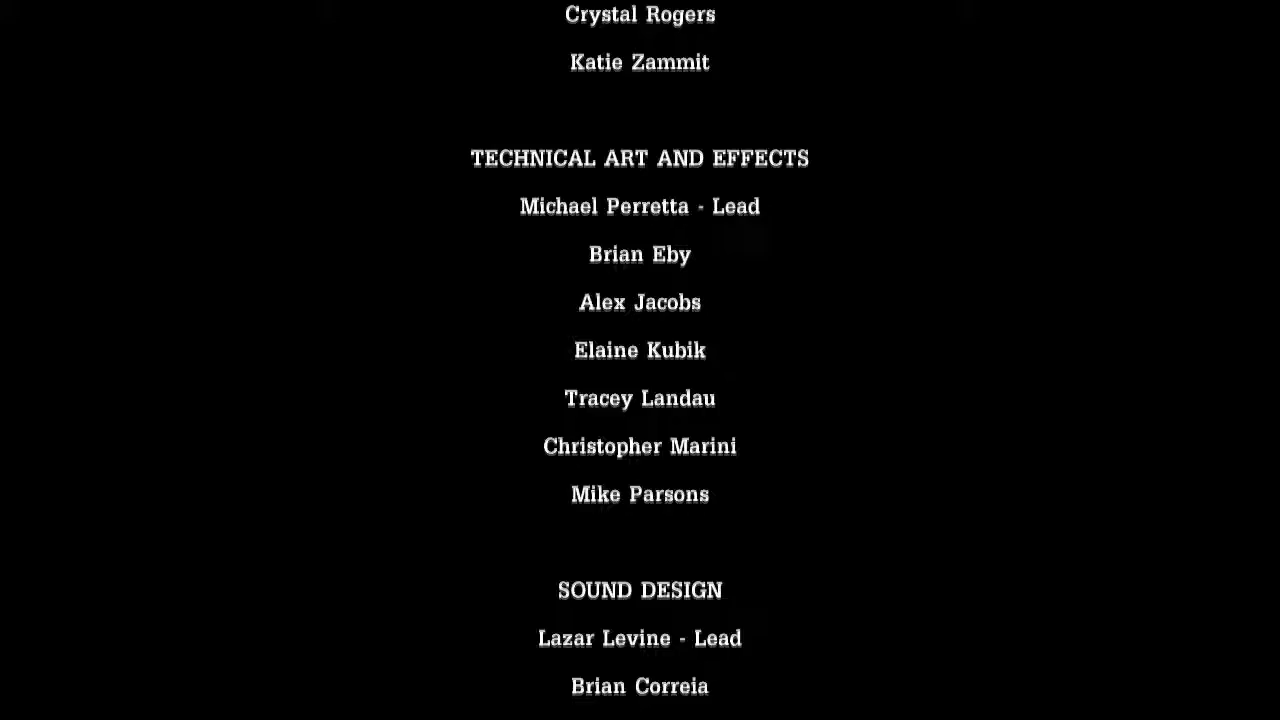 Crystal Rogers
Katie Zammit
TECHNICAL ART AND EFFECTS
Michael Perretta - Lead
Brian Eby
Alex Jacobs
Elaine Kubik
Tracey Landau
Christopher Marini
Mike Parsons
SOUND DESIGN
Lazar Levine - Lead
Brian Correia